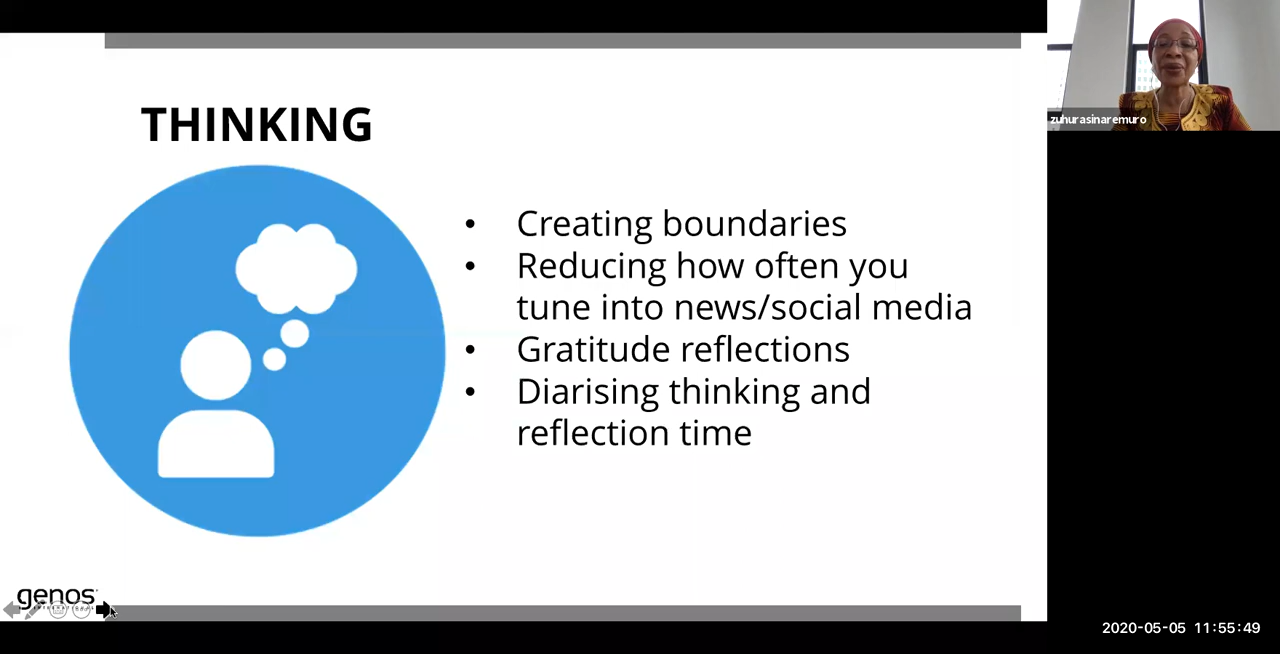 THINKING
• Creating boundaries
• Reducing how often you
tune into news/social media
• Gratitude reflections
• Diarising thinking and
reflection time
genos
INTERNATIONAL
zuhurasinaremuro
2020-05-05 11:55:49